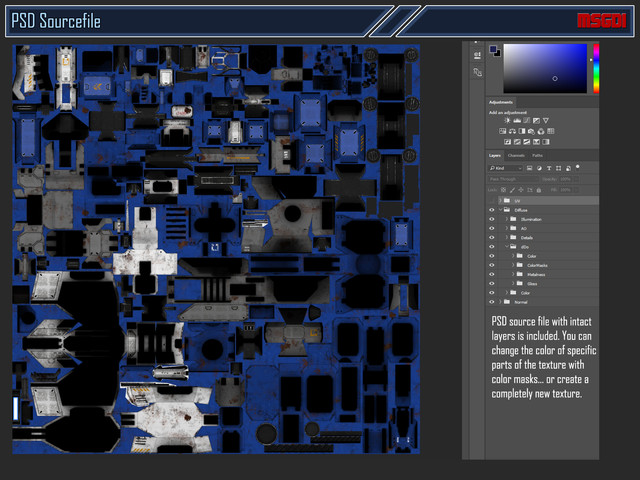 PSD Sourcefile
MSGDI
Adjustments
Add an adjustment
Layers Channels Paths
Kind
Pass Through Opacity: 100%
Lock: Fill: 100%
UV
Diffuse
Illumination
AO
Details
Color
ColorMasks
Metalness
Gloss
Color
Normal
PSD source file with intact
layers is included. You can
change the color of specific
parts of the texture with
color masks... or create a
completely new texture.